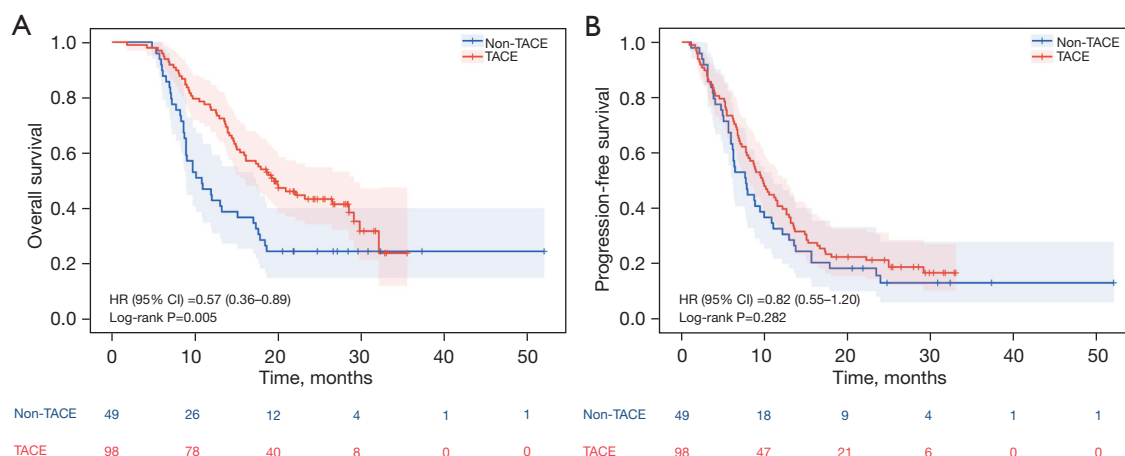 A
Overall survival
1.0
0.8
0.6
0.4
0.2
0.0
Non-TACE
TACE
HR (95% CI) =0.57 (0.36–0.89)
Log-rank P=0.005
0 10 20 30 40 50
Time, months
Non-TACE 49 26 12 4 1 1
TACE 98 78 40 8 0 0
B
Progression-free survival
1.0
0.8
0.6
0.4
0.2
0.0
Non-TACE
TACE
HR (95% CI) =0.82 (0.55–1.20)
Log-rank P=0.282
0 10 20 30 40 50
Time, months
Non-TACE 49 18 9 4 1 1
TACE 98 47 21 6 0 0